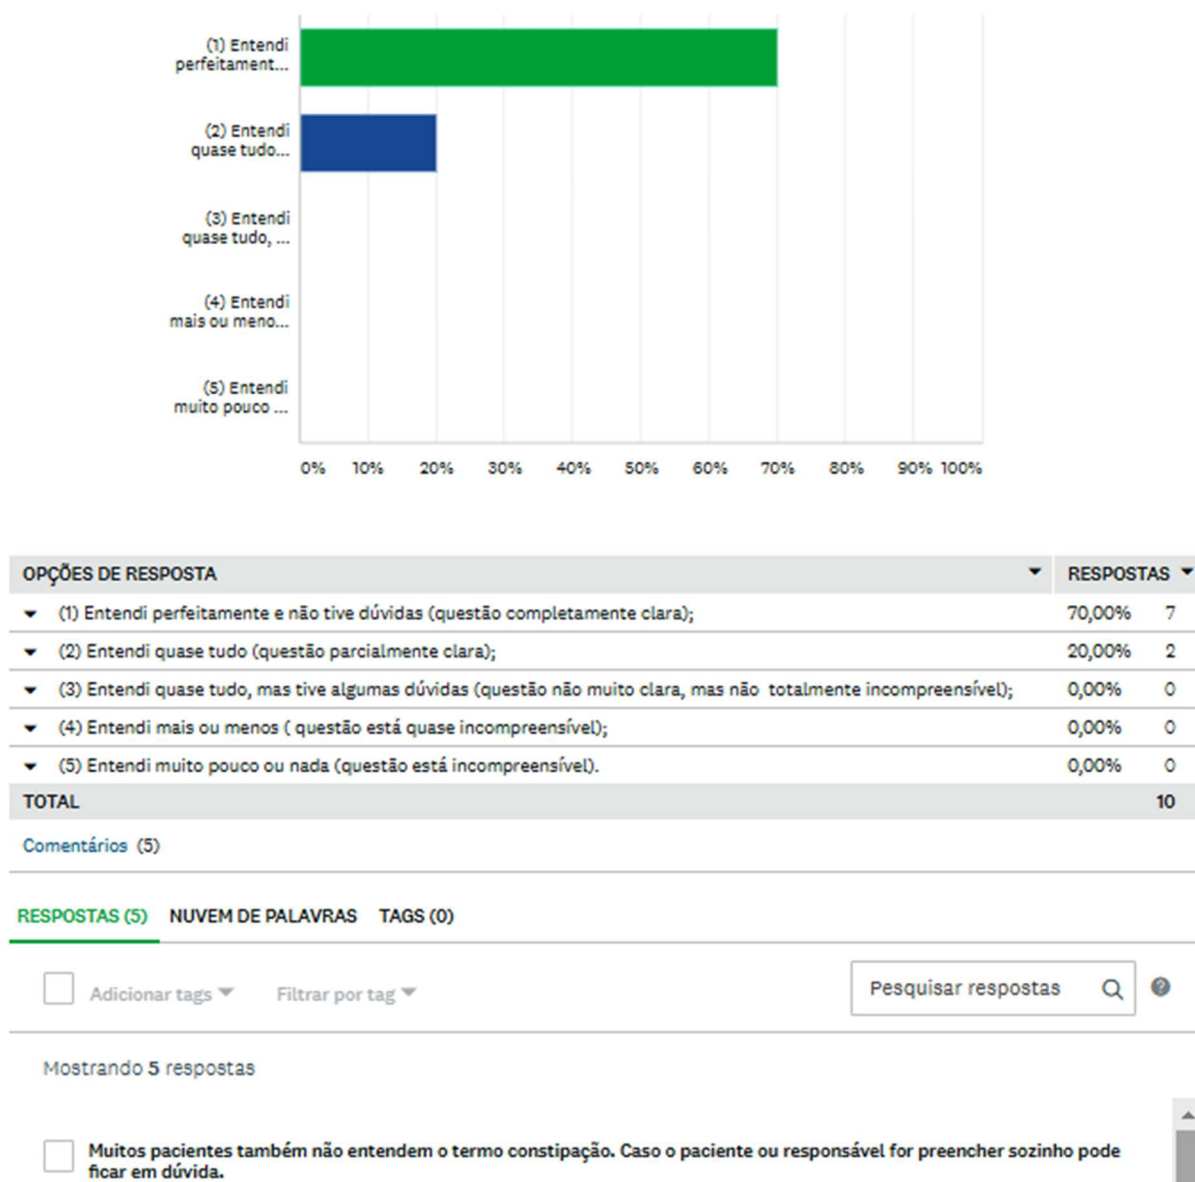 (1) Entendi
perfeitament...
(2) Entendi
quase tudo...
(3) Entendi
quase tudo, ...
(4) Entendi
mais ou meno...
(5) Entendi
muito pouco ...
0% 10% 20% 30% 40% 50% 60% 70% 80% 90% 100%
OPÇÕES DE RESPOSTA RESPOSTAS
(1) Entendi perfeitamente e não tive dúvidas (questão completamente clara); 70,00% 7
(2) Entendi quase tudo (questão parcialmente clara); 20,00% 2
(3) Entendi quase tudo, mas tive algumas dúvidas (questão não muito clara, mas não totalmente incompreensível); 0,00% 0
(4) Entendi mais ou menos ( questão está quase incompreensível); 0,00% 0
(5) Entendi muito pouco ou nada (questão está incompreensível). 0,00% 0
TOTAL 10
Comentários (5)
RESPOSTAS (5) NUVEM DE PALAVRAS TAGS (0)
Adicionar tags Filtrar por tag Pesquisar respostas ?
Mostrando 5 respostas
Muitos pacientes também não entendem o termo constipação. Caso o paciente ou responsável for preencher sozinho pode
ficar em dúvida.